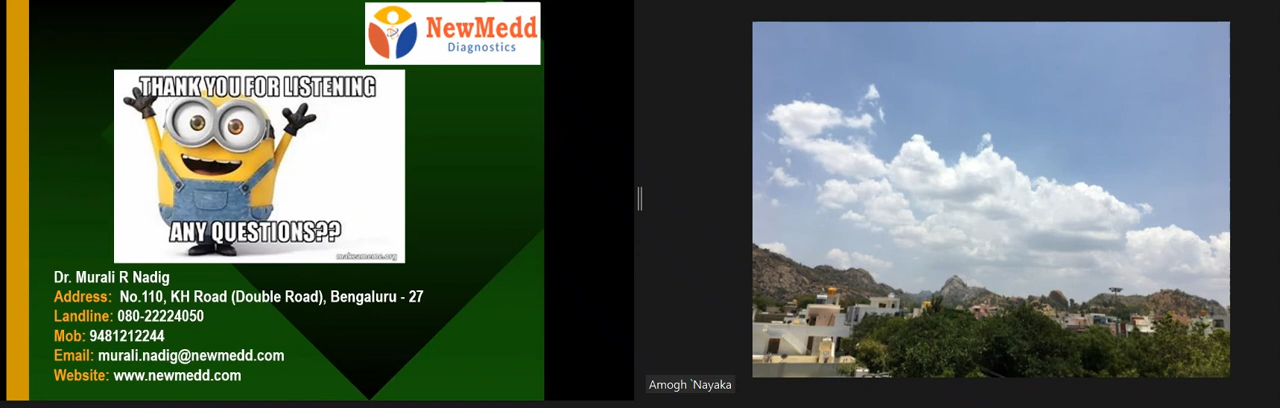 NewMedd
Diagnostics
THANK YOU FOR LISTENING
ANY QUESTIONS??
makeameme.org
Dr. Murali R Nadig
Address: No.110, KH Road (Double Road), Bengaluru - 27
Landline: 080-22224050
Mob: 9481212244
Email: murali.nadig@newmedd.com
Website: www.newmedd.com
Amogh `Nayaka